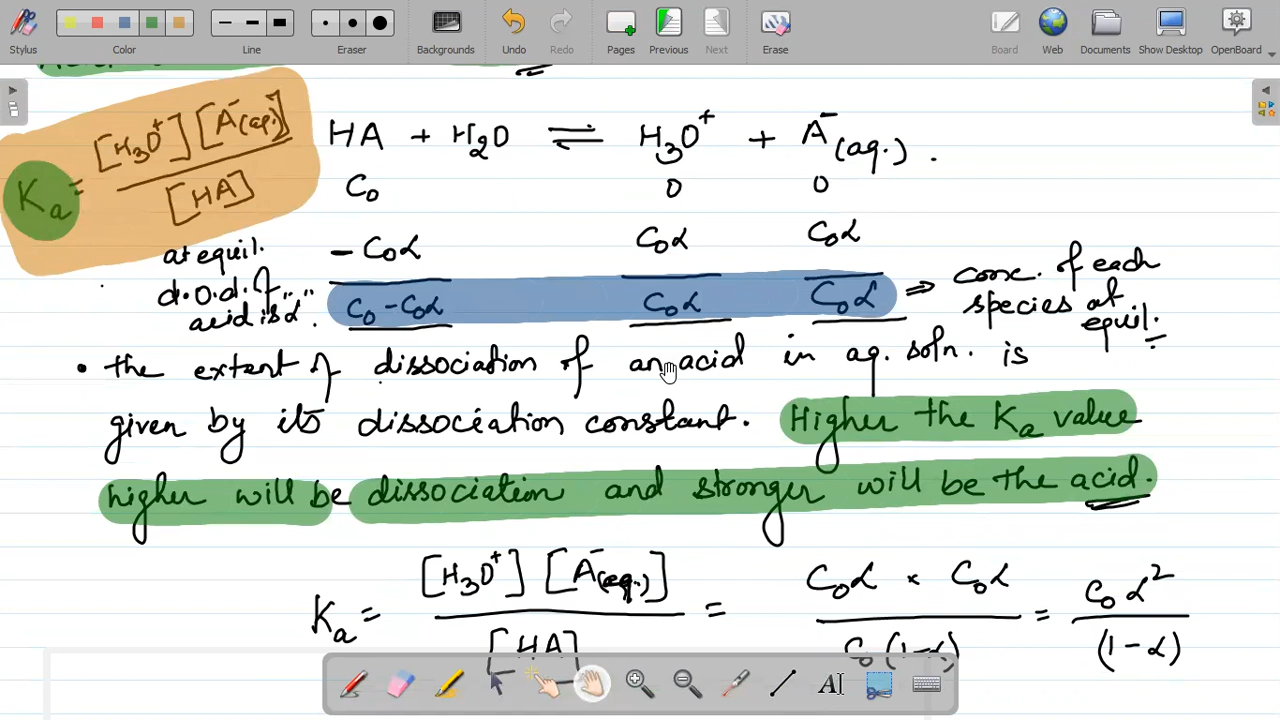 Stylus Color Line Eraser Backgrounds Undo Redo Pages Previous Next Erase Board Web Documents Show Desktop OpenBoard
Ka = [H3O+] [A-(aq.)] / [HA]
HA + H2O ⇌ H3O+ + A-(aq.) .
C0 0 0
at equil. - C0α C0α C0α
d.o.d. of " " acid is α . C0 - C0α C0α C0α ⇒ conc. of each species at equil.
• the extent of dissociation of an acid in aq. soln. is
given by its dissociation constant. Higher the Ka value
higher will be dissociation and stronger will be the acid.
Ka = [H3O+] [A-(aq.)] / [HA] = C0α × C0α / C0(1-α) = C0α² / (1-α)